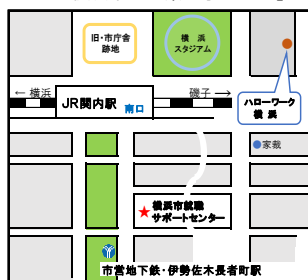 旧・市庁舎
跡地
横 浜
スタジアム
← 横浜
磯子 →
JR関内駅
南口
ハローワーク
横 浜
家裁
★横浜市就職
サポートセンター
市営地下鉄・伊勢佐木長者町駅